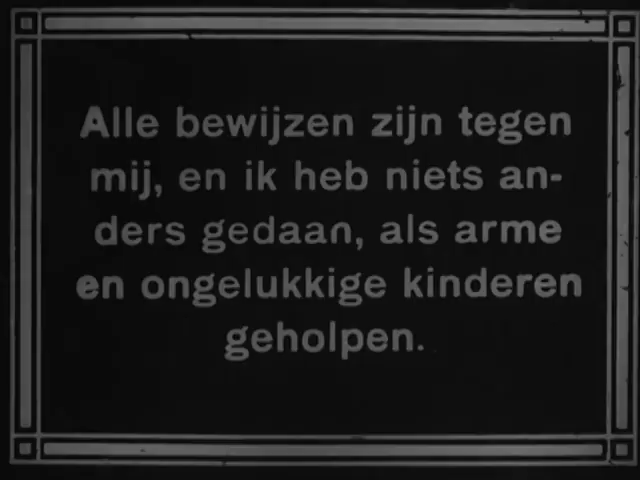 Alle bewijzen zijn tegen
mij, en ik heb niets an-
ders gedaan, als arme
en ongelukkige kinderen
geholpen.